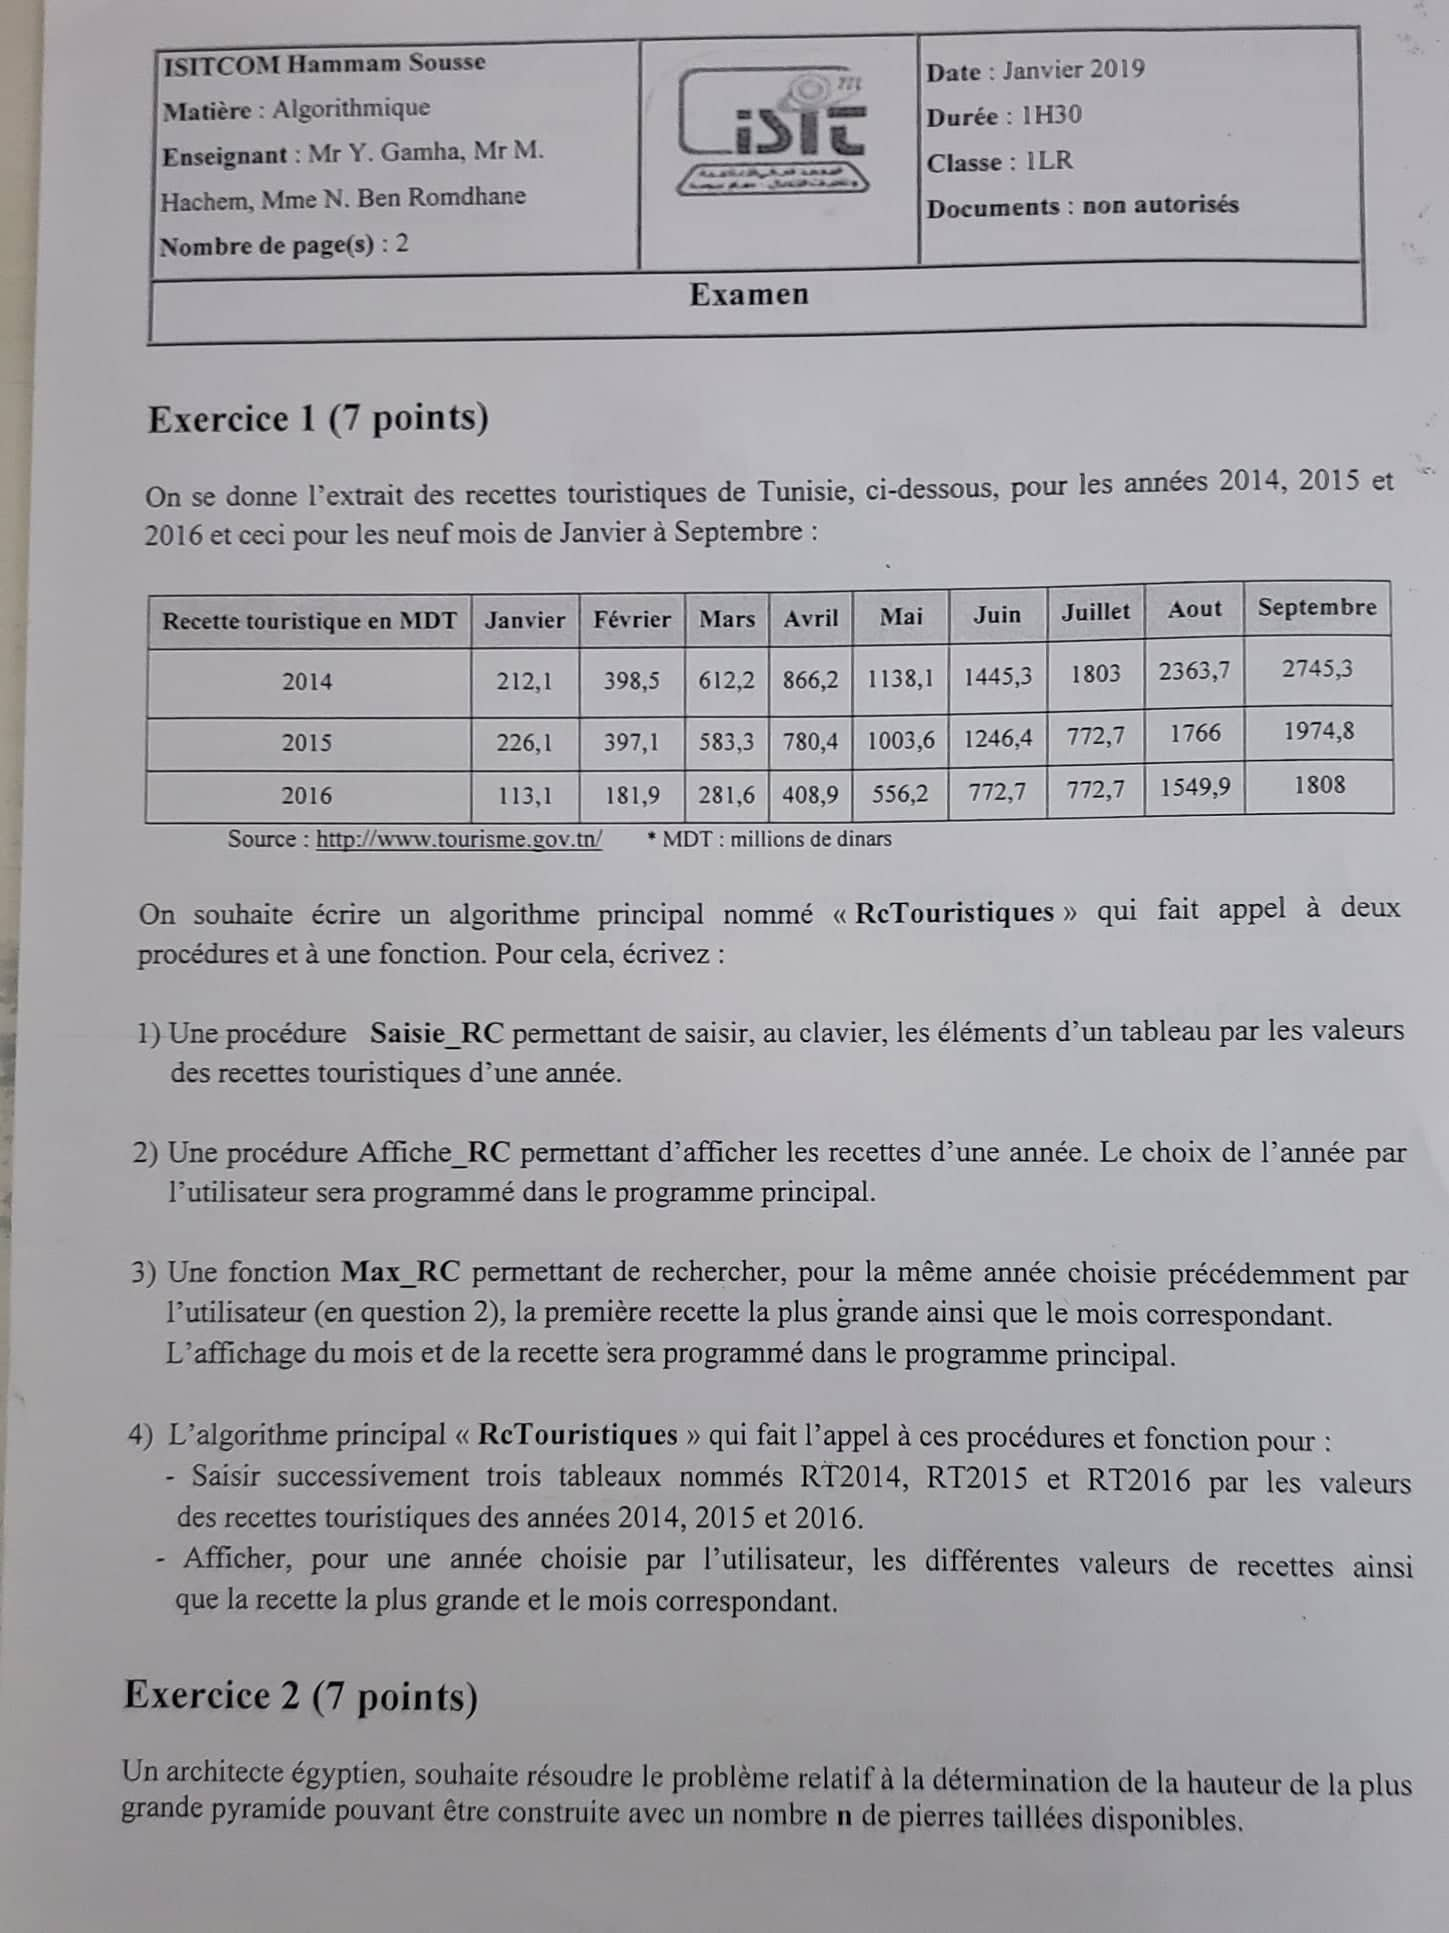 ISITCOM Hammam Sousse
Matière : Algorithmique
Enseignant : Mr Y. Gamha, Mr M.
Hachem, Mme N. Ben Romdhane
Nombre de page(s) : 2
isit
Date : Janvier 2019
Durée : 1H30
Classe : 1LR
Documents : non autorisés
Examen
Exercice 1 (7 points)
On se donne l'extrait des recettes touristiques de Tunisie, ci-dessous, pour les années 2014, 2015 et
2016 et ceci pour les neuf mois de Janvier à Septembre :
Recette touristique en MDT Janvier Février Mars Avril Mai Juin Juillet Aout Septembre
2014 212,1 398,5 612,2 866,2 1138,1 1445,3 1803 2363,7 2745,3
2015 226,1 397,1 583,3 780,4 1003,6 1246,4 772,7 1766 1974,8
2016 113,1 181,9 281,6 408,9 556,2 772,7 772,7 1549,9 1808
Source : http://www.tourisme.gov.tn/ * MDT : millions de dinars
On souhaite écrire un algorithme principal nommé « RcTouristiques » qui fait appel à deux
procédures et à une fonction. Pour cela, écrivez :
1) Une procédure Saisie_RC permettant de saisir, au clavier, les éléments d'un tableau par les valeurs
des recettes touristiques d'une année.
2) Une procédure Affiche_RC permettant d'afficher les recettes d'une année. Le choix de l'année par
l'utilisateur sera programmé dans le programme principal.
3) Une fonction Max_RC permettant de rechercher, pour la même année choisie précédemment par
l'utilisateur (en question 2), la première recette la plus grande ainsi que le mois correspondant.
L'affichage du mois et de la recette sera programmé dans le programme principal.
4) L'algorithme principal « RcTouristiques » qui fait l'appel à ces procédures et fonction pour :
- Saisir successivement trois tableaux nommés RT2014, RT2015 et RT2016 par les valeurs
des recettes touristiques des années 2014, 2015 et 2016.
- Afficher, pour une année choisie par l'utilisateur, les différentes valeurs de recettes ainsi
que la recette la plus grande et le mois correspondant.
Exercice 2 (7 points)
Un architecte égyptien, souhaite résoudre le problème relatif à la détermination de la hauteur de la plus
grande pyramide pouvant être construite avec un nombre n de pierres taillées disponibles.